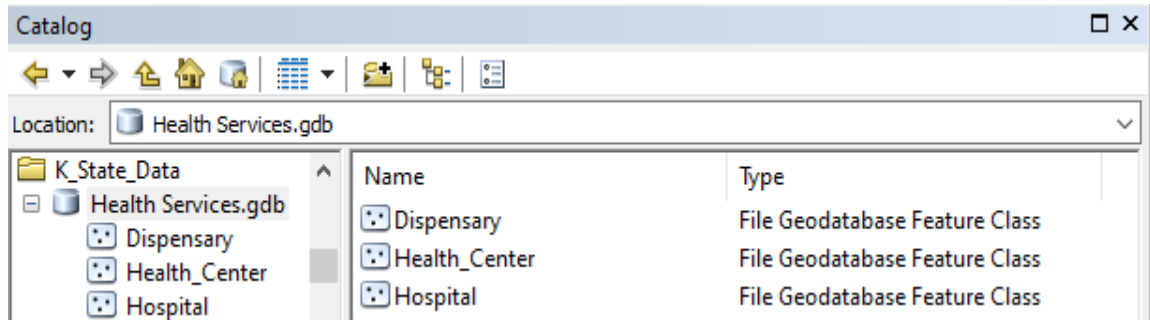 Catalog
Location: Health Services.gdb
K_State_Data
Health Services.gdb
Dispensary
Health_Center
Hospital
Name Type
Dispensary File Geodatabase Feature Class
Health_Center File Geodatabase Feature Class
Hospital File Geodatabase Feature Class